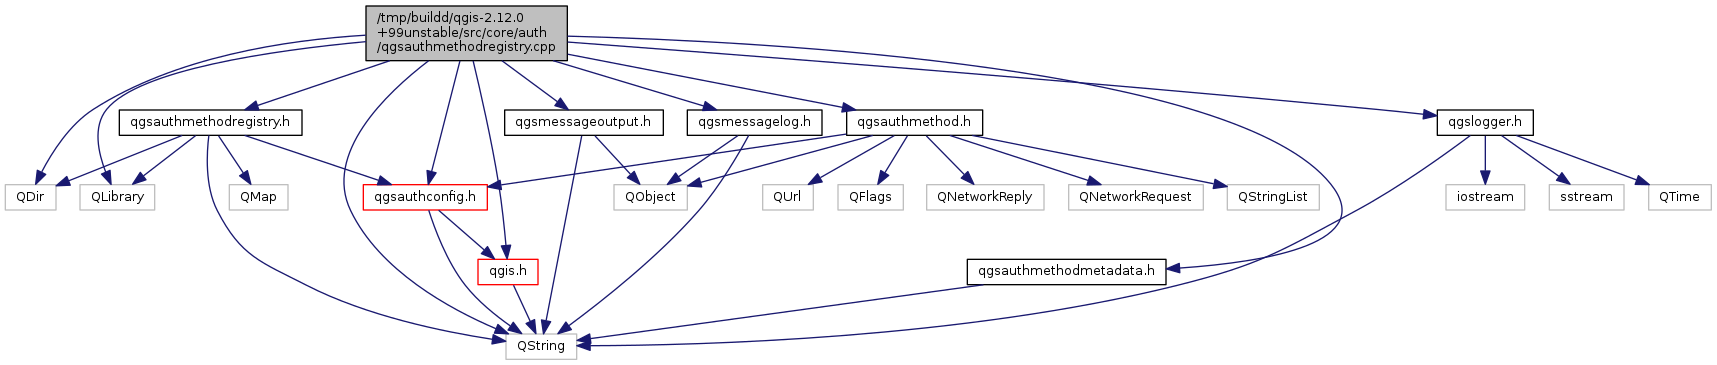 /tmp/buildd/qgis-2.12.0
+99unstable/src/core/auth
/qgsauthmethodregistry.cpp
qgsauthmethodregistry.h
qgsmessageoutput.h
qgsmessagelog.h
qgsauthmethod.h
qgslogger.h
QDir
QLibrary
QMap
qgsauthconfig.h
QObject
QUrl
QFlags
QNetworkReply
QNetworkRequest
QStringList
iostream
sstream
QTime
qgis.h
qgsauthmethodmetadata.h
QString